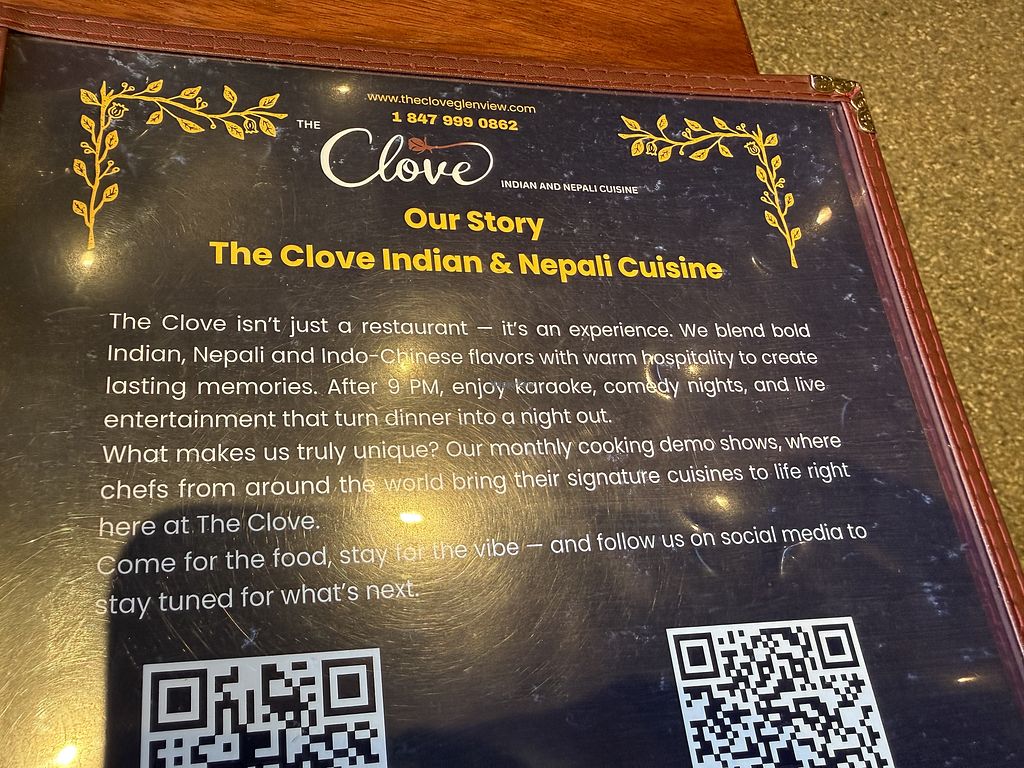 www.thecloveglenview.com
1 847 999 0862
THE
Clove
INDIAN AND NEPALI CUISINE
Our Story
The Clove Indian & Nepali Cuisine
The Clove isn't just a restaurant — it's an experience. We blend bold
Indian, Nepali and Indo-Chinese flavors with warm hospitality to create
lasting memories. After 9 PM, enjoy karaoke, comedy nights, and live
entertainment that turn dinner into a night out.
What makes us truly unique? Our monthly cooking demo shows, where
chefs from around the world bring their signature cuisines to life right
here at The Clove.
Come for the food, stay for the vibe — and follow us on social media to
stay tuned for what's next.